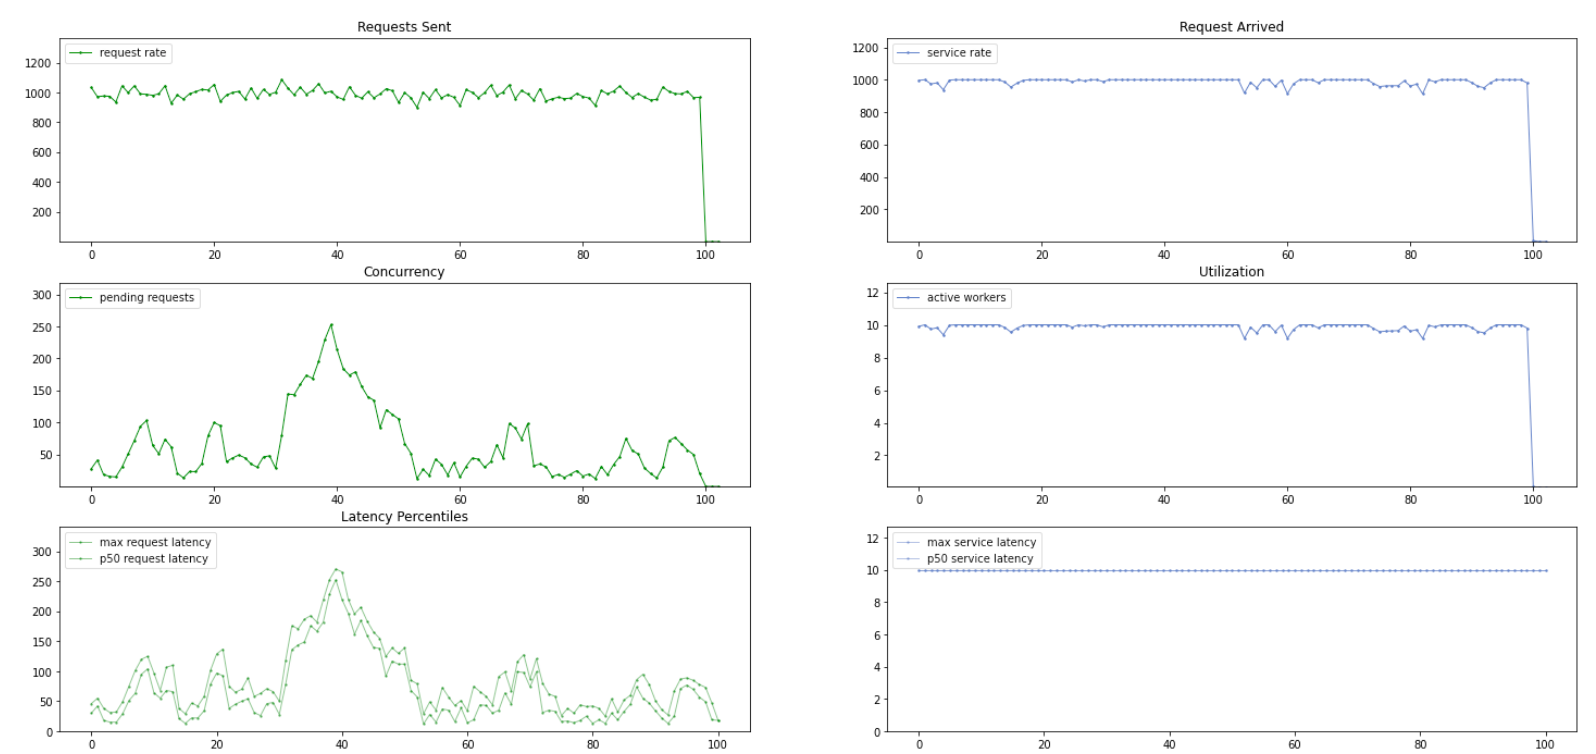 Requests Sent
request rate
1200
1000
800
600
400
200
0 20 40 60 80 100
Request Arrived
service rate
1200
1000
800
600
400
200
0 20 40 60 80 100
Concurrency
pending requests
300
250
200
150
100
50
0 20 40 60 80 100
Utilization
active workers
12
10
8
6
4
2
0 20 40 60 80 100
Latency Percentiles
max request latency
p50 request latency
300
250
200
150
100
50
0
0 20 40 60 80 100
max service latency
p50 service latency
12
10
8
6
4
2
0
0 20 40 60 80 100